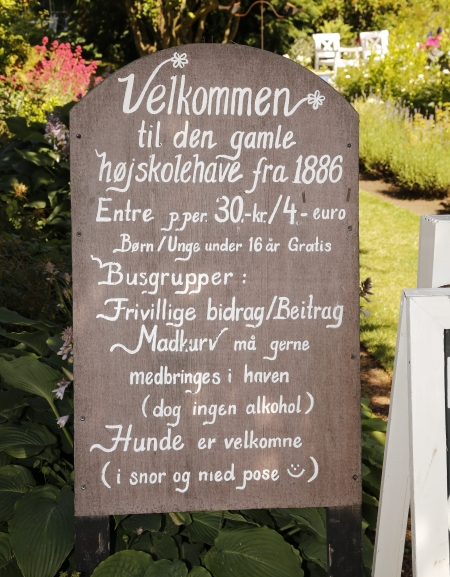 Velkommen
til den gamle
højskolehave fra 1886
Entre p per. 30,-kr./4,- euro
Børn/Unge under 16 år Gratis
Busgrupper :
Frivillige bidrag/Beitrag
Madkurv må gerne
medbringes i haven
(dog ingen alkohol)
Hunde er velkomne
(i snor og med pose ☺)